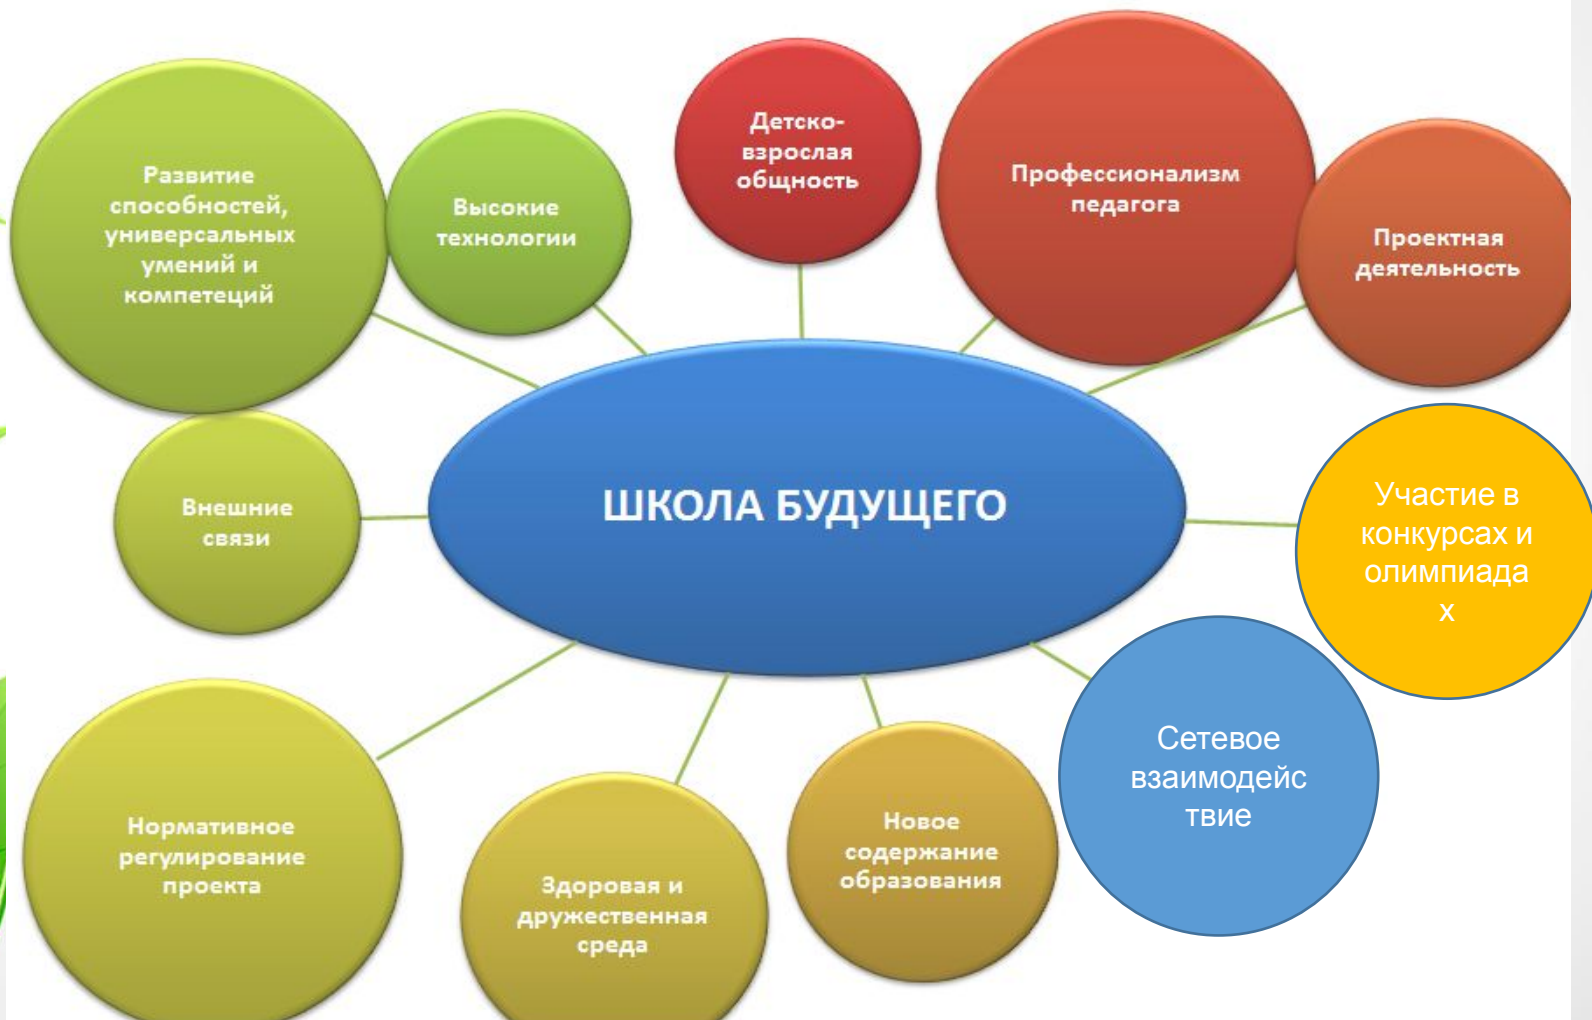 Развитие
способностей,
универсальных
умений и
компетеций
Высокие
технологии
Детско-
взрослая
общность
Профессионализм
педагога
Проектная
деятельность
Внешние
связи
ШКОЛА БУДУЩЕГО
Участие в
конкурсах и
олимпиада
х
Сетевое
взаимодейс
твие
Нормативное
регулирование
проекта
Здоровая и
дружественная
среда
Новое
содержание
образования